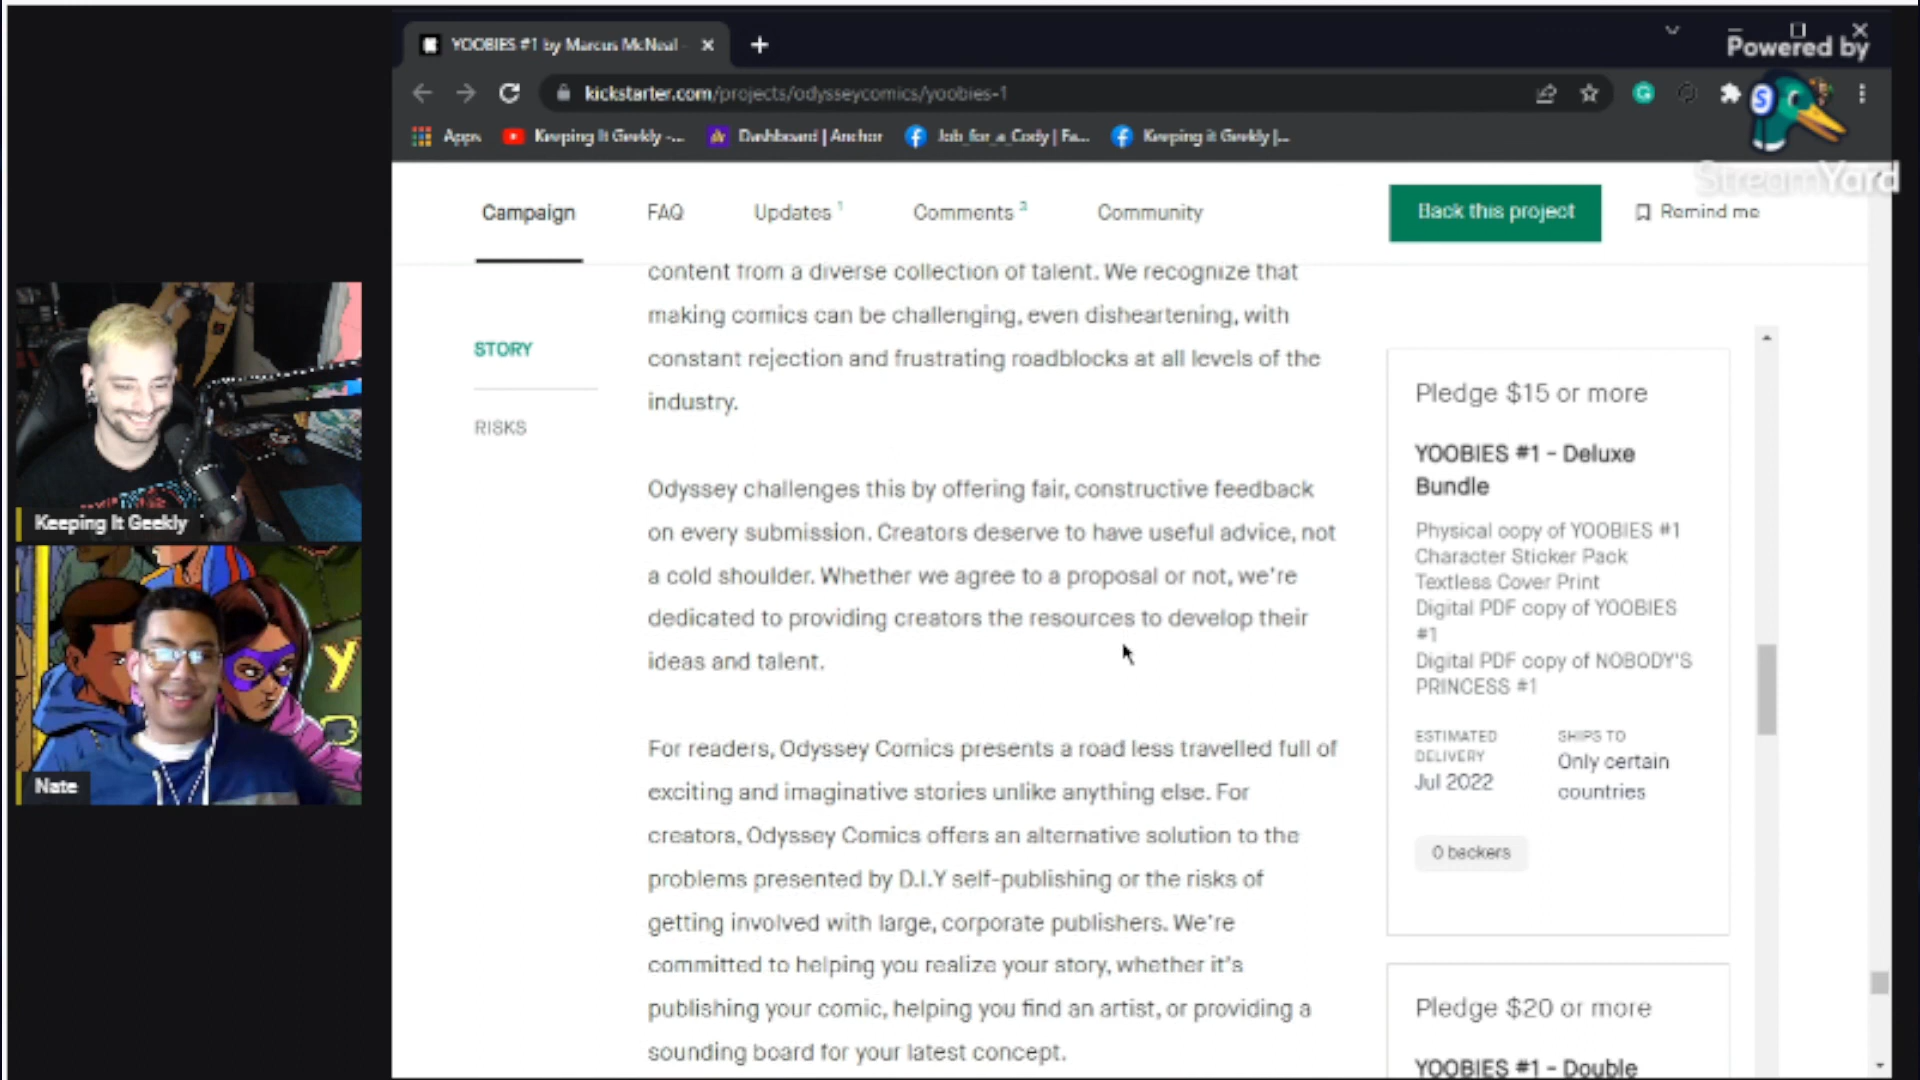 YOOBIES #1 by Marcus McNeal -
Powered by
kickstarter.com/projects/odysseycomics/yoobies-1
Apps
Keeping It Geekly -...
Dashboard | Anchor
Job_for_a_Cody | Fa...
Keeping it Geekly |...
StreamYard
Campaign
FAQ
Updates 1
Comments
Community
Back this project
Remind me
STORY
RISKS
content from a diverse collection of talent. We recognize that
making comics can be challenging, even disheartening, with
constant rejection and frustrating roadblocks at all levels of the
industry.
Odyssey challenges this by offering fair, constructive feedback
on every submission. Creators deserve to have useful advice, not
a cold shoulder. Whether we agree to a proposal or not, we're
dedicated to providing creators the resources to develop their
ideas and talent.
For readers, Odyssey Comics presents a road less travelled full of
exciting and imaginative stories unlike anything else. For
creators, Odyssey Comics offers an alternative solution to the
problems presented by D.I.Y self-publishing or the risks of
getting involved with large, corporate publishers. We're
committed to helping you realize your story, whether it's
publishing your comic, helping you find an artist, or providing a
sounding board for your latest concept.
Pledge $15 or more
YOOBIES #1 - Deluxe
Bundle
Physical copy of YOOBIES #1
Character Sticker Pack
Textless Cover Print
Digital PDF copy of YOOBIES
#1
Digital PDF copy of NOBODY'S
PRINCESS #1
ESTIMATED
DELIVERY
Jul 2022
SHIPS TO
Only certain
countries
0 backers
Pledge $20 or more
YOOBIES #1 - Double
Keeping It Geekly
Nate